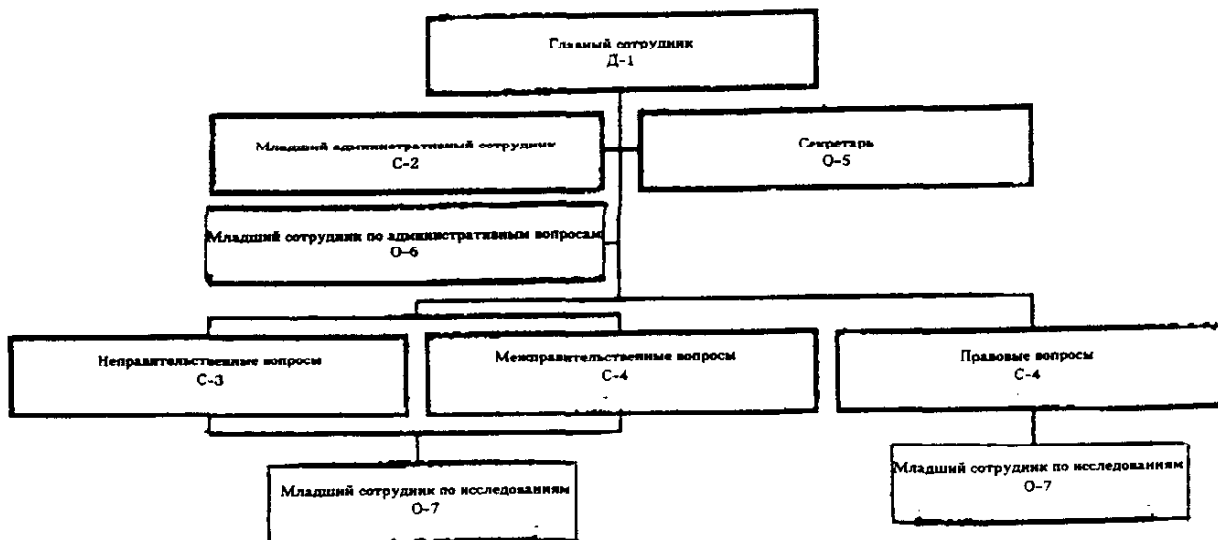 Главный сотрудник
Д-1
Младший административный сотрудник
С-2
Секретарь
О-5
Младший сотрудник по административным вопросам
О-6
Неправительственные вопросы
С-3
Межправительственные вопросы
С-4
Правовые вопросы
С-4
Младший сотрудник по исследованиям
О-7
Младший сотрудник по исследованиям
О-7